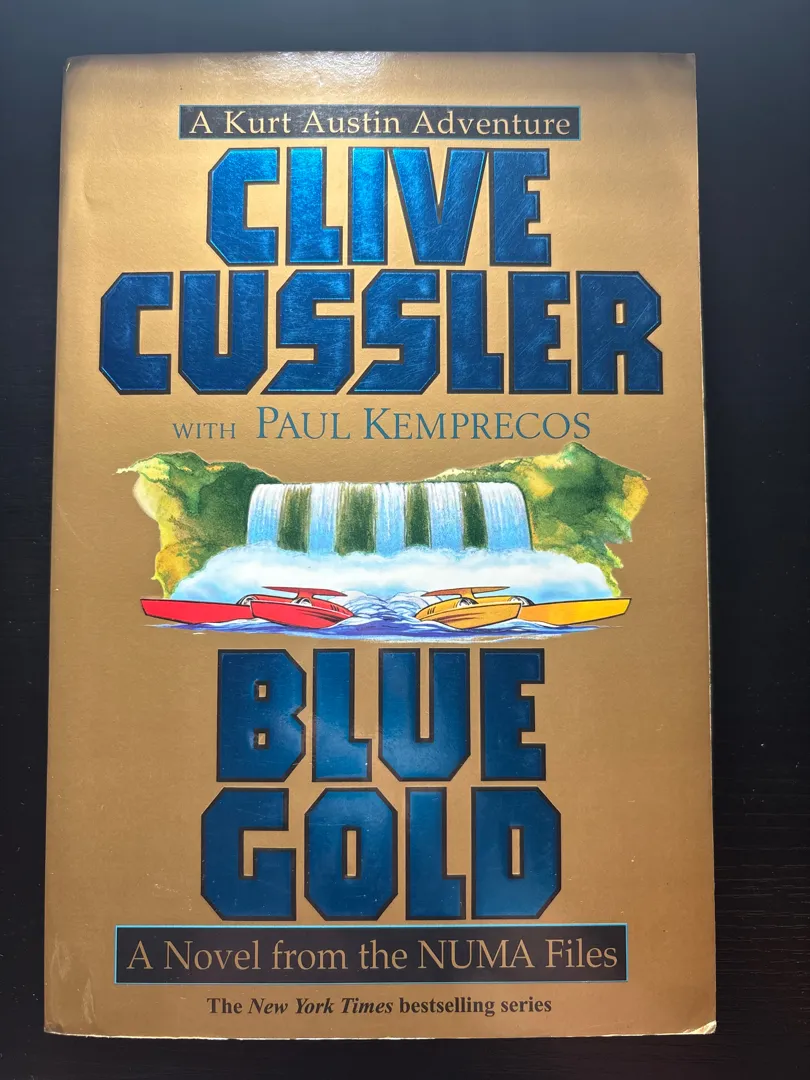 A Kurt Austin Adventure
CLIVE
CUSSLER
WITH PAUL KEMPRECOS
BLUE
GOLD
A Novel from the NUMA Files
The New York Times bestselling series